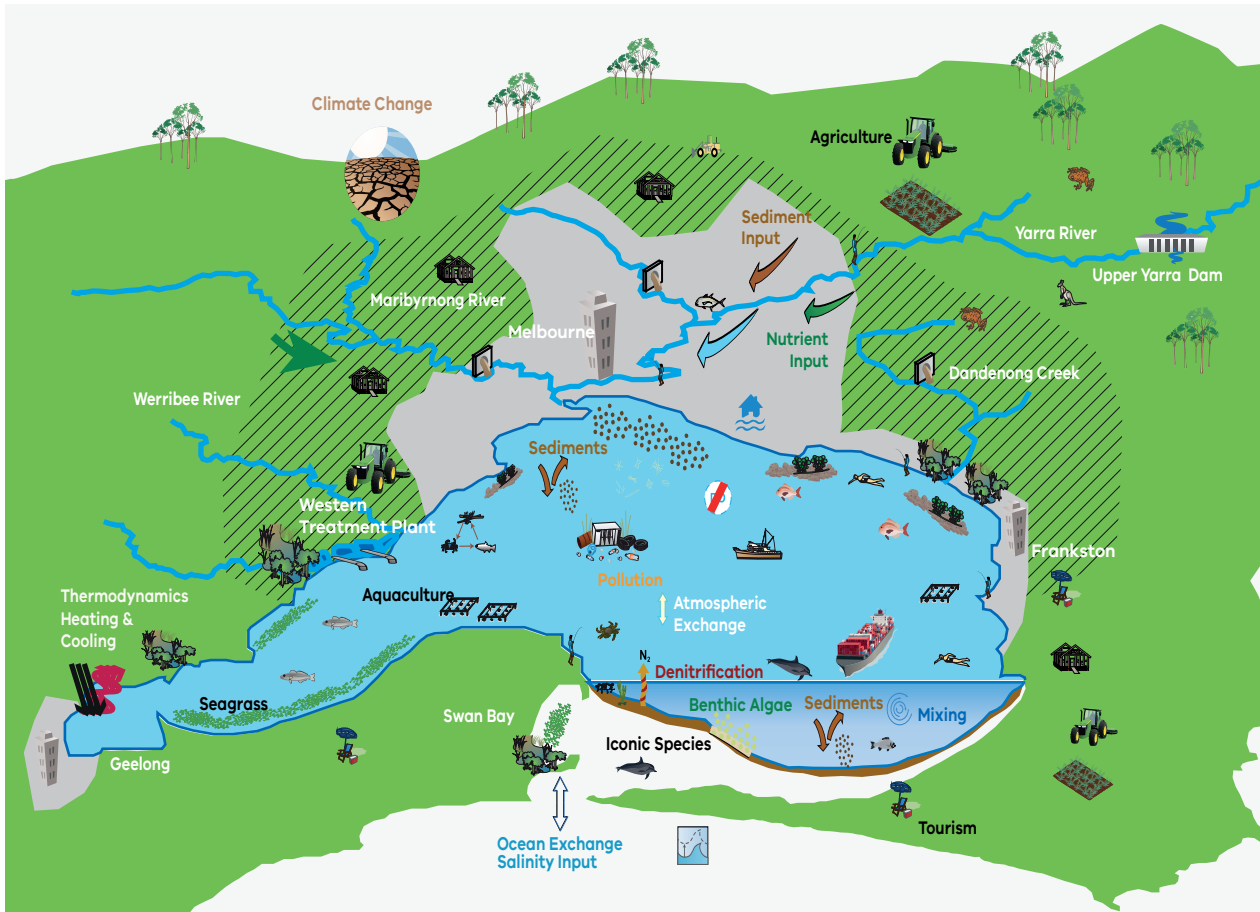 Climate Change
Agriculture
Sediment
Input
Yarra River
Upper Yarra Dam
Maribyrnong River
Melbourne
Nutrient
Input
Dandenong Creek
Werribee River
Sediments
Western
Treatment Plant
Frankston
Pollution
Thermodynamics
Heating &
Cooling
Aquaculture
Atmospheric
Exchange
N₂
Denitrification
Seagrass
Swan Bay
Benthic Algae
Sediments
Mixing
Iconic Species
Geelong
Tourism
Ocean Exchange
Salinity Input